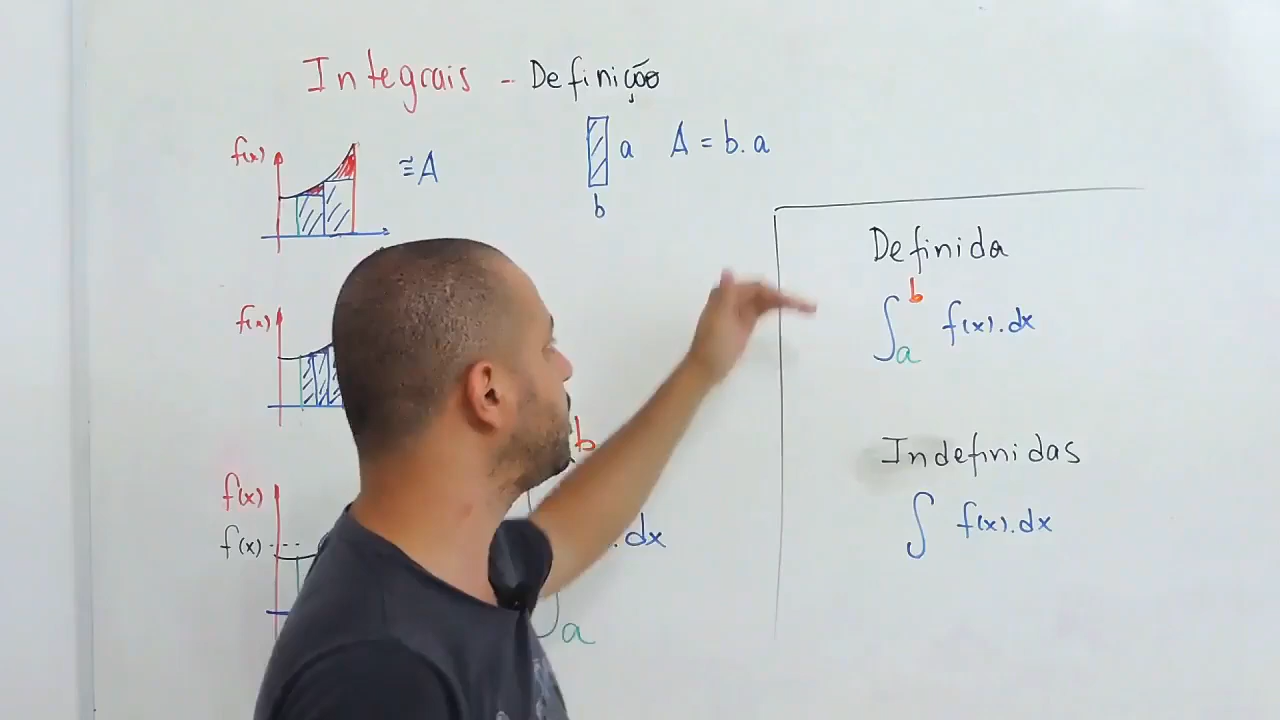 Integrais - Definição
f(x)
≅A
a
A = b.a
b
f(x)
f(x)
f(x)
b
.dx
a
Definida
∫ₐᵇ f(x).dx
Indefinidas
∫ f(x).dx